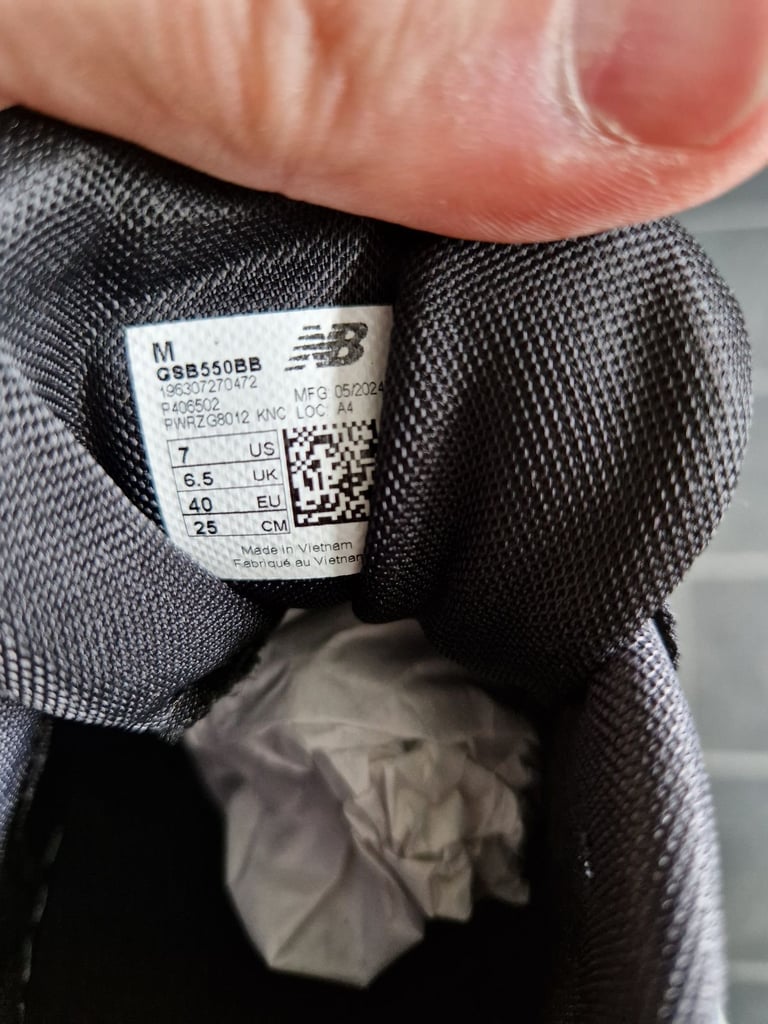 M
NB
GSB550BB
196307270472
MFG: 05/2024
P406502
PWRZG8012 KNC LOC: A4
7 US
6.5 UK
40 EU
25 CM
Made in Vietnam
Fabriqué au Vietnam